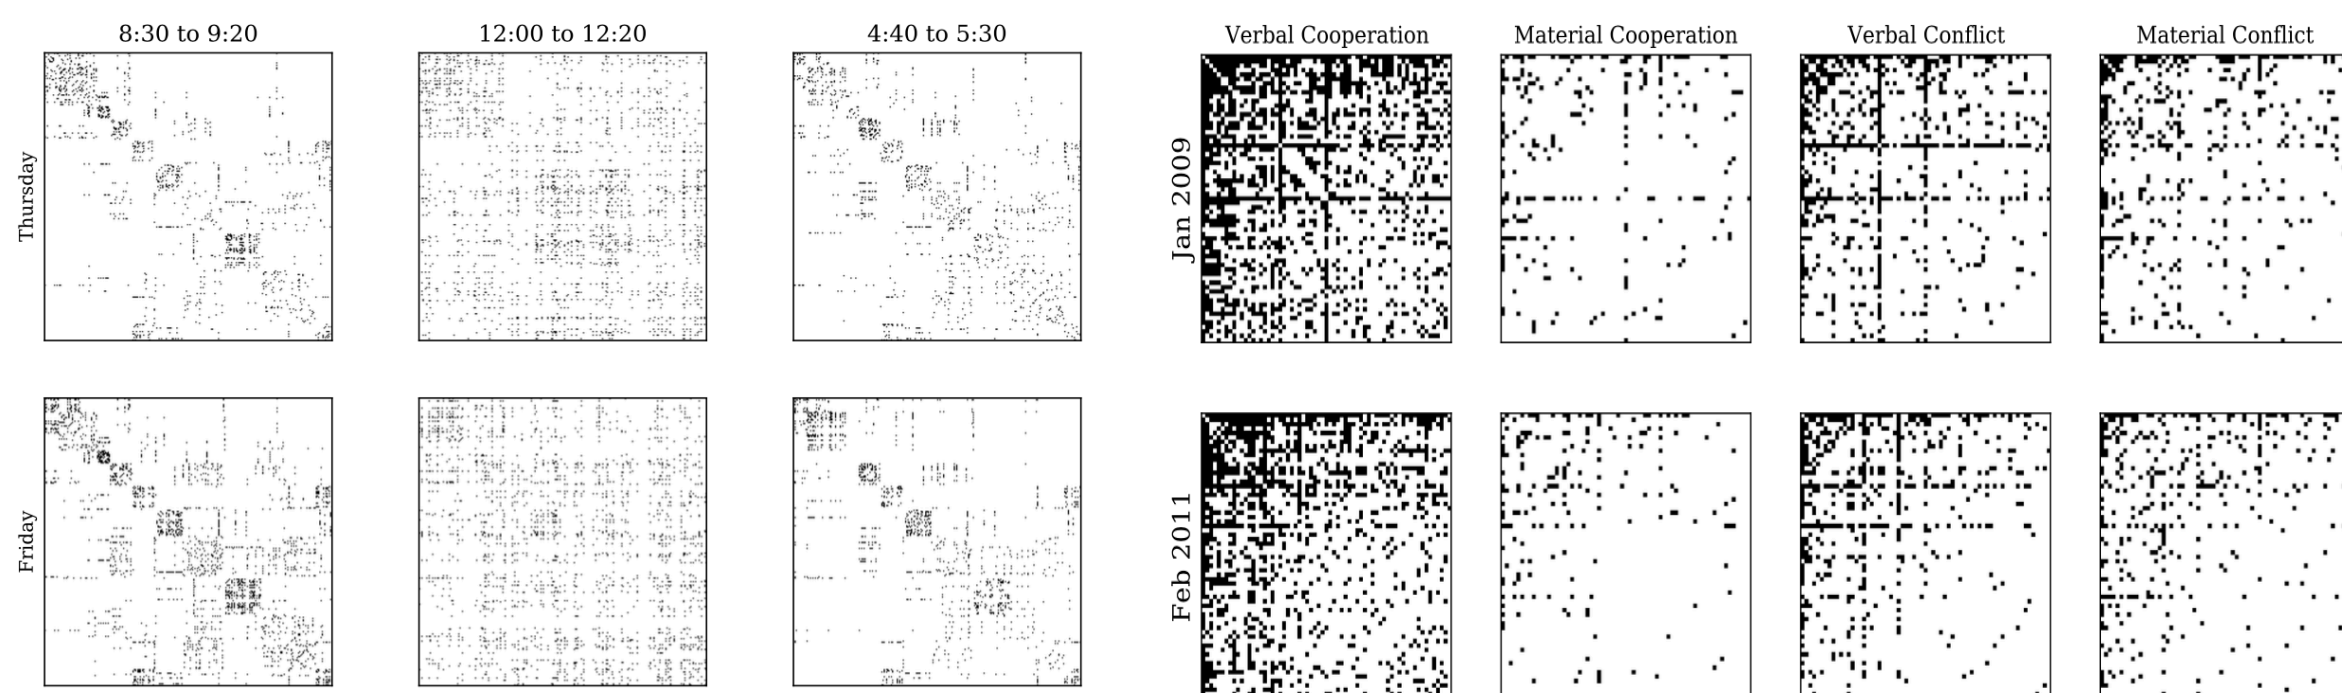 8:30 to 9:20
12:00 to 12:20
4:40 to 5:30
Thursday
Friday
Verbal Cooperation
Material Cooperation
Verbal Conflict
Material Conflict
Jan 2009
Feb 2011